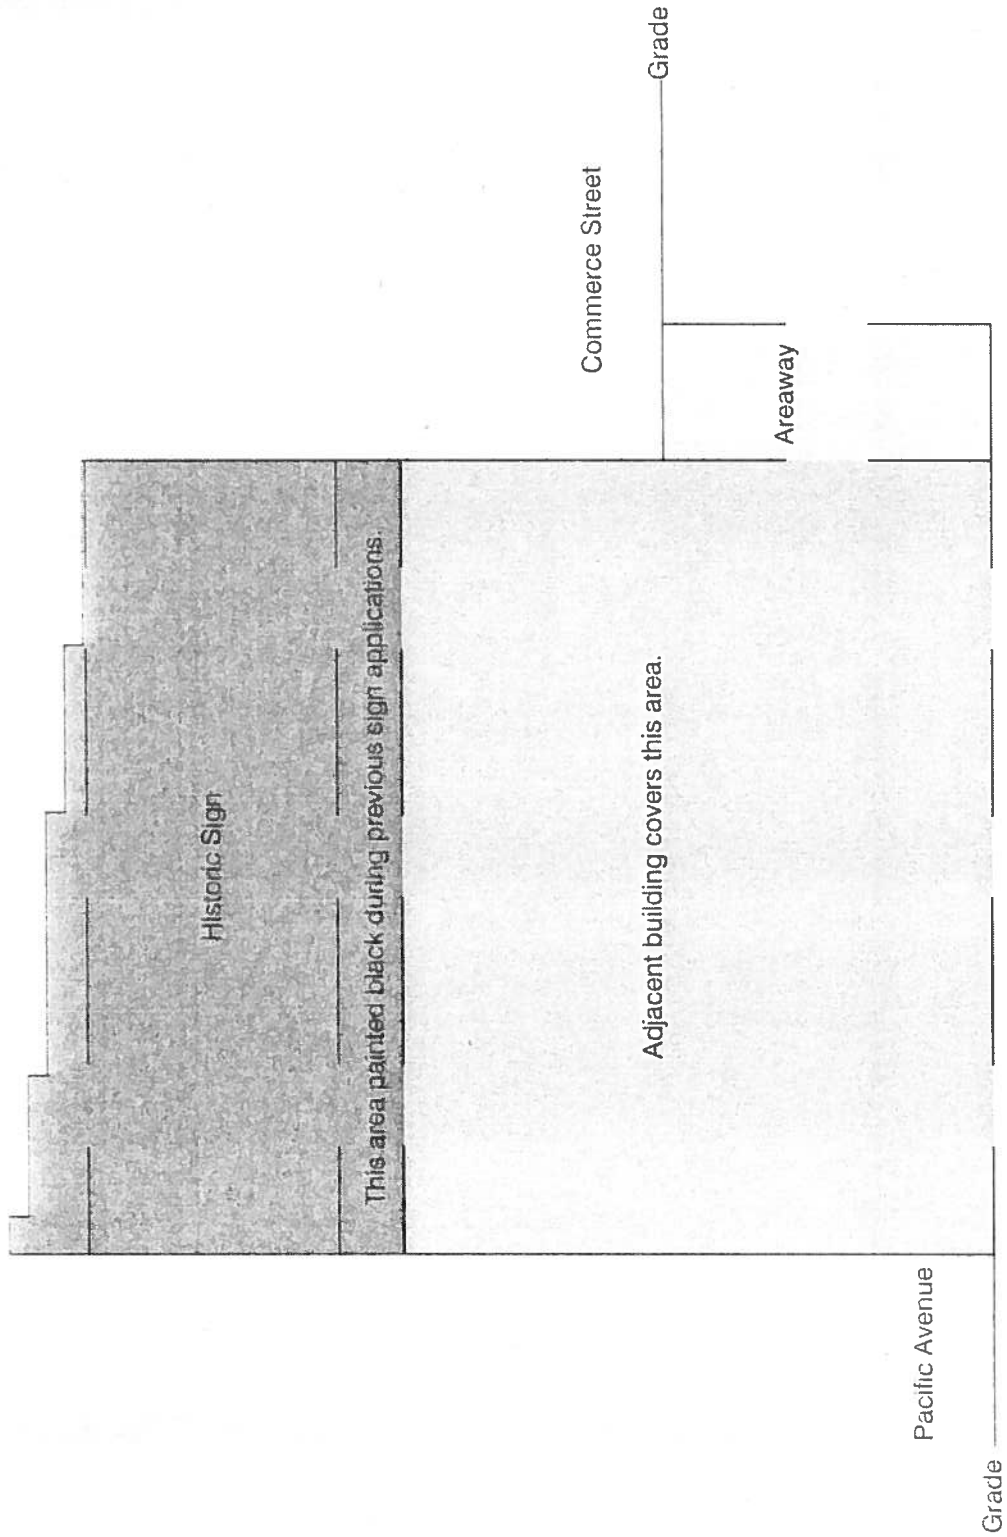 Historic Sign
This area painted black during previous sign applications.
Adjacent building covers this area.
Commerce Street
Grade
Areaway
Pacific Avenue
Grade